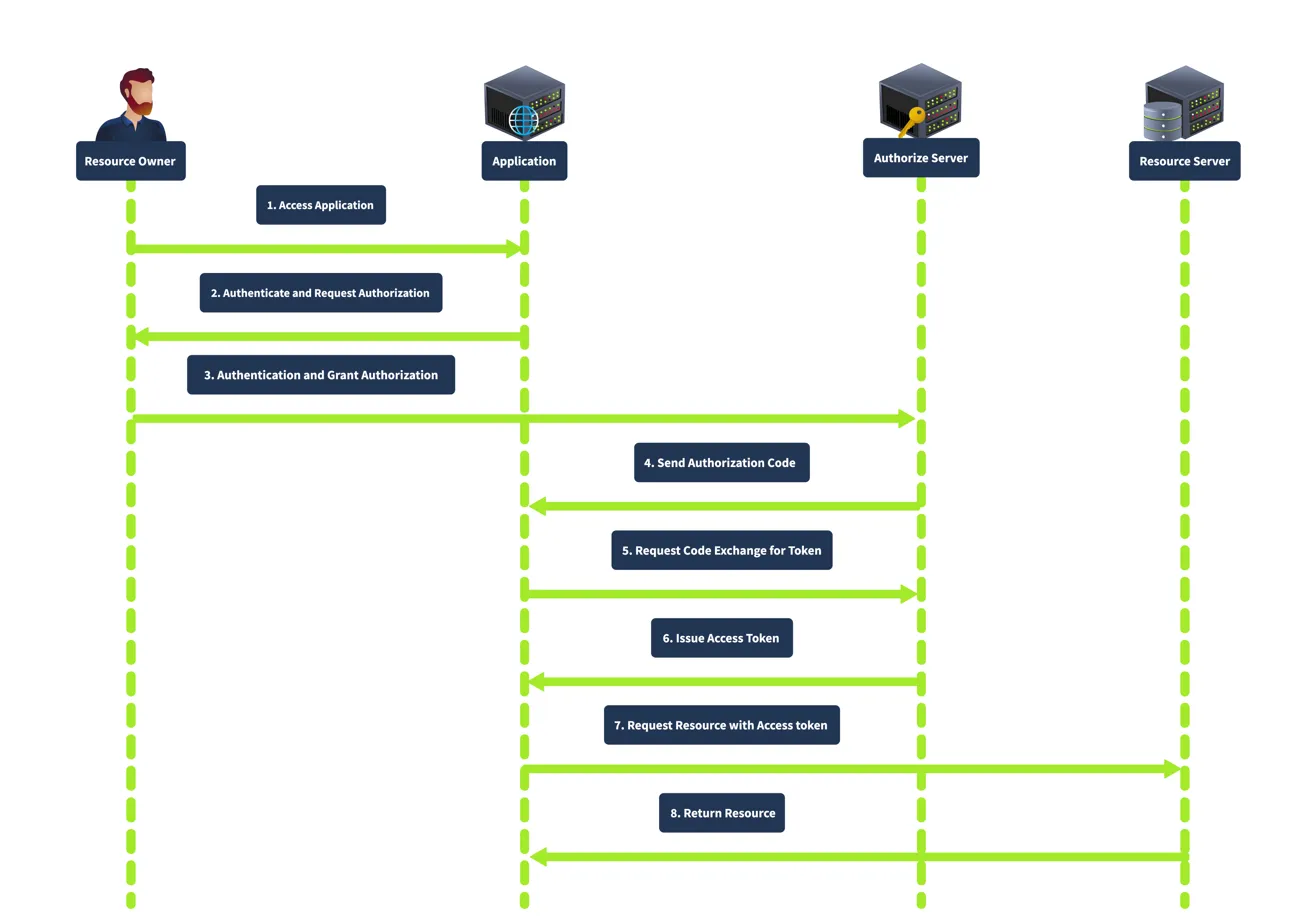 Resource Owner
Application
Authorize Server
Resource Server
1. Access Application
2. Authenticate and Request Authorization
3. Authentication and Grant Authorization
4. Send Authorization Code
5. Request Code Exchange for Token
6. Issue Access Token
7. Request Resource with Access token
8. Return Resource